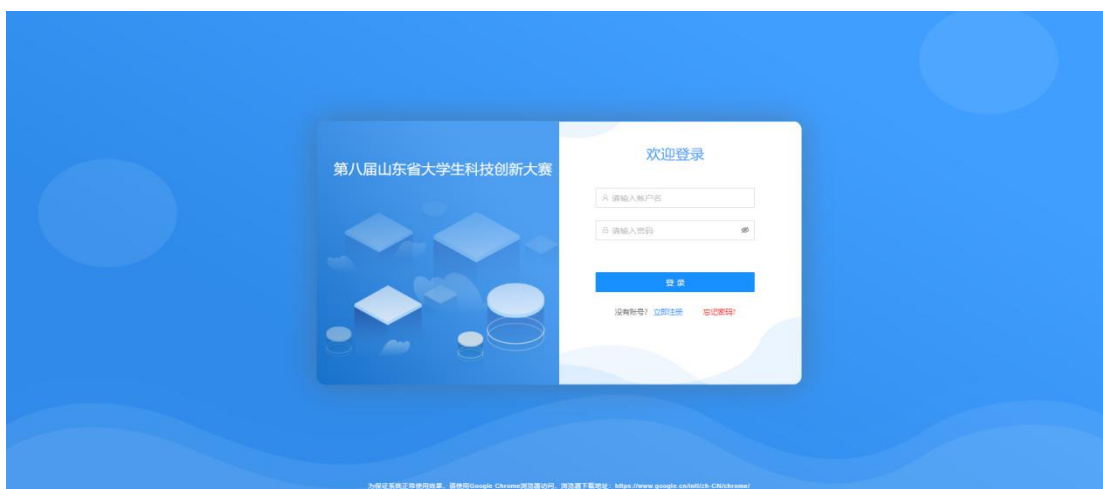 第八届山东省大学生科技创新大赛
欢迎登录
请输入账户名
请输入密码
登 录
没有账号? 立即注册 忘记密码?
为保证系统正常使用效果，请使用Google Chrome浏览器访问，浏览器下载地址：https://www.google.cn/intl/zh-CN/chrome/